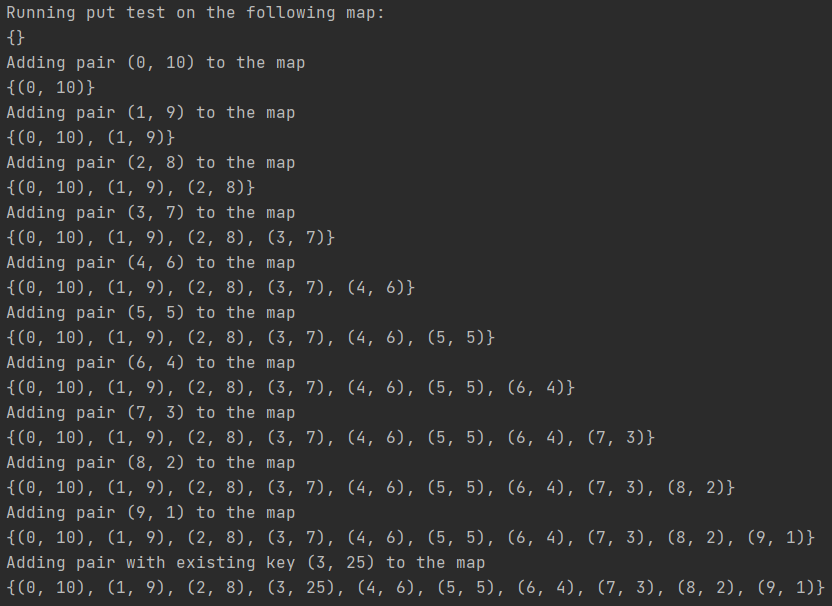 Running put test on the following map:
{}
Adding pair (0, 10) to the map
{(0, 10)}
Adding pair (1, 9) to the map
{(0, 10), (1, 9)}
Adding pair (2, 8) to the map
{(0, 10), (1, 9), (2, 8)}
Adding pair (3, 7) to the map
{(0, 10), (1, 9), (2, 8), (3, 7)}
Adding pair (4, 6) to the map
{(0, 10), (1, 9), (2, 8), (3, 7), (4, 6)}
Adding pair (5, 5) to the map
{(0, 10), (1, 9), (2, 8), (3, 7), (4, 6), (5, 5)}
Adding pair (6, 4) to the map
{(0, 10), (1, 9), (2, 8), (3, 7), (4, 6), (5, 5), (6, 4)}
Adding pair (7, 3) to the map
{(0, 10), (1, 9), (2, 8), (3, 7), (4, 6), (5, 5), (6, 4), (7, 3)}
Adding pair (8, 2) to the map
{(0, 10), (1, 9), (2, 8), (3, 7), (4, 6), (5, 5), (6, 4), (7, 3), (8, 2)}
Adding pair (9, 1) to the map
{(0, 10), (1, 9), (2, 8), (3, 7), (4, 6), (5, 5), (6, 4), (7, 3), (8, 2), (9, 1)}
Adding pair with existing key (3, 25) to the map
{(0, 10), (1, 9), (2, 8), (3, 25), (4, 6), (5, 5), (6, 4), (7, 3), (8, 2), (9, 1)}